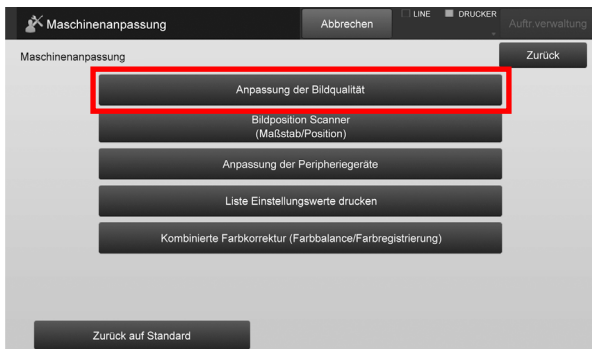 Maschinenanpassung
Abbrechen
LINE
DRUCKER
Auftr.verwaltung
Maschinenanpassung
Zurück
Anpassung der Bildqualität
Bildposition Scanner
(Maßstab/Position)
Anpassung der Peripheriegeräte
Liste Einstellungswerte drucken
Kombinierte Farbkorrektur (Farbbalance/Farbregistrierung)
Zurück auf Standard